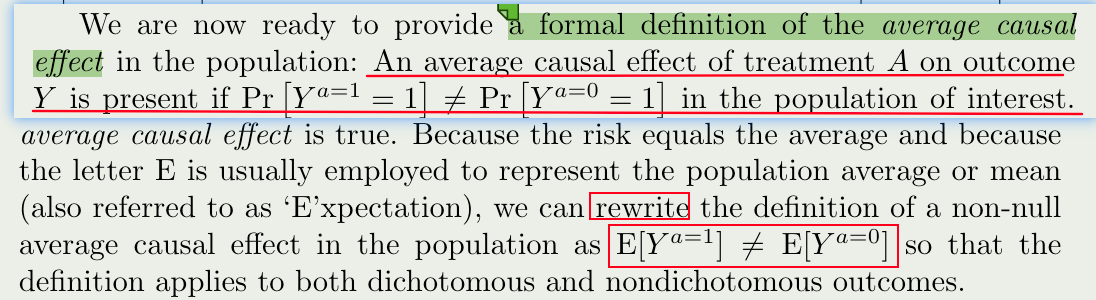 We are now ready to provide a formal definition of the average causal
effect in the population: An average causal effect of treatment A on outcome
Y is present if Pr [Y^{a=1} = 1] ≠ Pr [Y^{a=0} = 1] in the population of interest.
average causal effect is true. Because the risk equals the average and because
the letter E is usually employed to represent the population average or mean
(also referred to as ‘E’xpectation), we can rewrite the definition of a non-null
average causal effect in the population as E[Y^{a=1}] ≠ E[Y^{a=0}] so that the
definition applies to both dichotomous and nondichotomous outcomes.